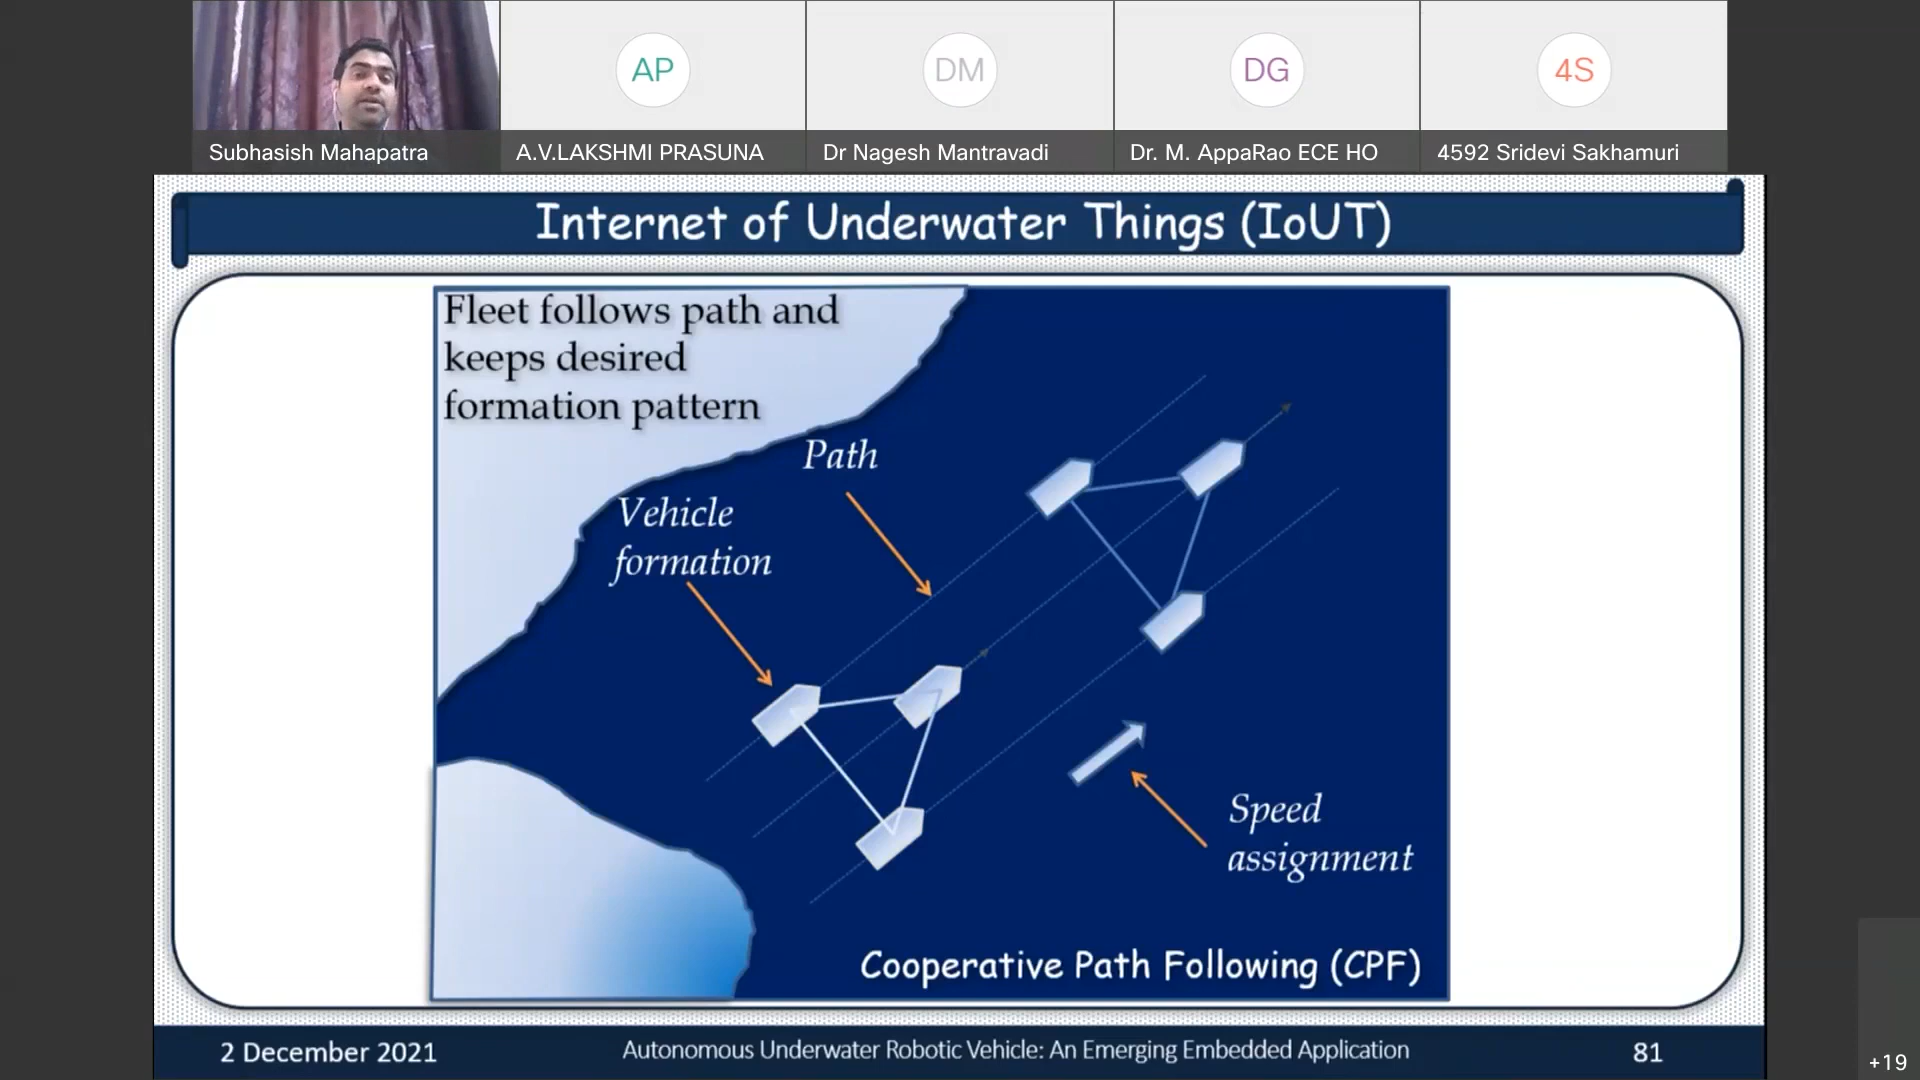 AP
DM
DG
4S
Subhasish Mahapatra
A.V.LAKSHMI PRASUNA
Dr Nagesh Mantravadi
Dr. M. AppaRao ECE HO
4592 Sridevi Sakhamuri
Internet of Underwater Things (IoUT)
Fleet follows path and
keeps desired
formation pattern
Path
Vehicle
formation
Speed
assignment
Cooperative Path Following (CPF)
2 December 2021
Autonomous Underwater Robotic Vehicle: An Emerging Embedded Application
81
+19